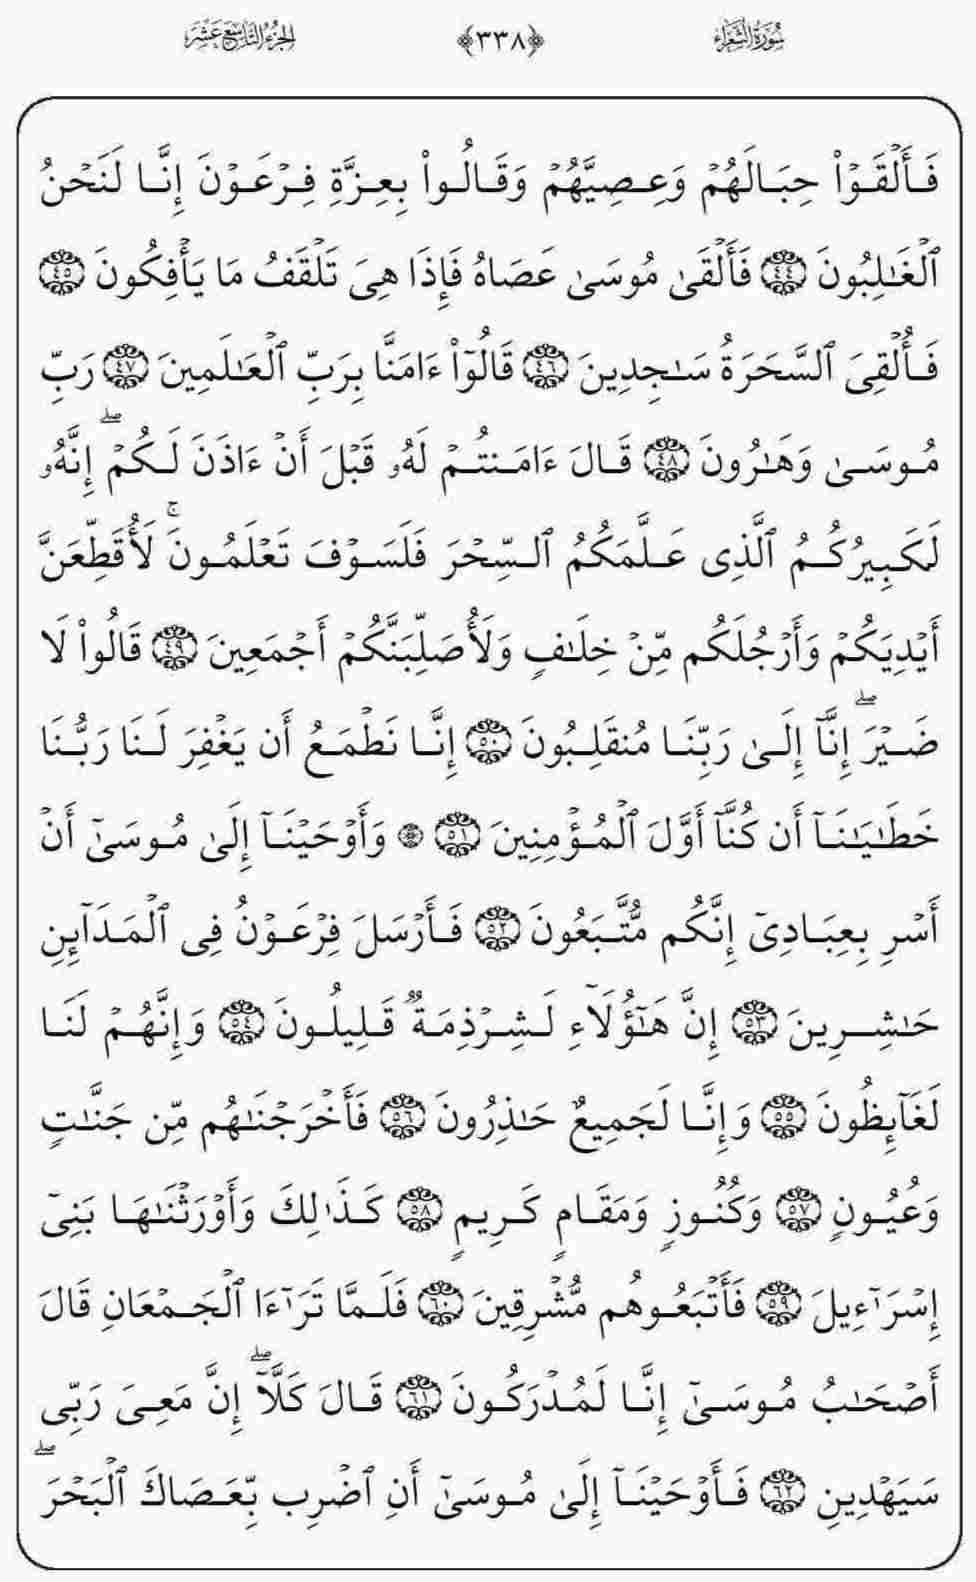 سُورَةُ الشُّعَرَاءِ ﴿٣٣٨﴾ الجُزْءُ التَّاسِعَ عَشَرَ
فَأَلۡقَوۡاْ حِبَالَهُمۡ وَعِصِيَّهُمۡ وَقَالُواْ بِعِزَّةِ فِرۡعَوۡنَ إِنَّا لَنَحۡنُ
ٱلۡغَٰلِبُونَ ٤٤ فَأَلۡقَىٰ مُوسَىٰ عَصَاهُ فَإِذَا هِيَ تَلۡقَفُ مَا يَأۡفِكُونَ ٤٥
فَأُلۡقِيَ ٱلسَّحَرَةُ سَٰجِدِينَ ٤٦ قَالُوٓاْ ءَامَنَّا بِرَبِّ ٱلۡعَٰلَمِينَ ٤٧ رَبِّ
مُوسَىٰ وَهَٰرُونَ ٤٨ قَالَ ءَامَنتُمۡ لَهُۥ قَبۡلَ أَنۡ ءَاذَنَ لَكُمۡۖ إِنَّهُۥ
لَكَبِيرُكُمُ ٱلَّذِي عَلَّمَكُمُ ٱلسِّحۡرَ فَلَسَوۡفَ تَعۡلَمُونَۚ لَأُقَطِّعَنَّ
أَيۡدِيَكُمۡ وَأَرۡجُلَكُم مِّنۡ خِلَٰفٖ وَلَأُصَلِّبَنَّكُمۡ أَجۡمَعِينَ ٤٩ قَالُواْ لَا
ضَيۡرَۖ إِنَّآ إِلَىٰ رَبِّنَا مُنقَلِبُونَ ٥٠ إِنَّا نَطۡمَعُ أَن يَغۡفِرَ لَنَا رَبُّنَا
خَطَٰيَٰنَآ أَن كُنَّآ أَوَّلَ ٱلۡمُؤۡمِنِينَ ٥١ ۞ وَأَوۡحَيۡنَآ إِلَىٰ مُوسَىٰٓ أَنۡ
أَسۡرِ بِعِبَادِيٓ إِنَّكُم مُّتَّبَعُونَ ٥٢ فَأَرۡسَلَ فِرۡعَوۡنُ فِي ٱلۡمَدَآئِنِ
حَٰشِرِينَ ٥٣ إِنَّ هَٰٓؤُلَآءِ لَشِرۡذِمَةٞ قَلِيلُونَ ٥٤ وَإِنَّهُمۡ لَنَا
لَغَآئِظُونَ ٥٥ وَإِنَّا لَجَمِيعٌ حَٰذِرُونَ ٥٦ فَأَخۡرَجۡنَٰهُم مِّن جَنَّٰتٖ
وَعُيُونٖ ٥٧ وَكُنُوزٖ وَمَقَامٖ كَرِيمٖ ٥٨ كَذَٰلِكَ وَأَوۡرَثۡنَٰهَا بَنِيٓ
إِسۡرَٰٓءِيلَ ٥٩ فَأَتۡبَعُوهُم مُّشۡرِقِينَ ٦٠ فَلَمَّا تَرَٰٓءَا ٱلۡجَمۡعَانِ قَالَ
أَصۡحَٰبُ مُوسَىٰٓ إِنَّا لَمُدۡرَكُونَ ٦١ قَالَ كَلَّآۖ إِنَّ مَعِيَ رَبِّي
سَيَهۡدِينِ ٦٢ فَأَوۡحَيۡنَآ إِلَىٰ مُوسَىٰٓ أَنِ ٱضۡرِب بِّعَصَاكَ ٱلۡبَحۡرَۖ